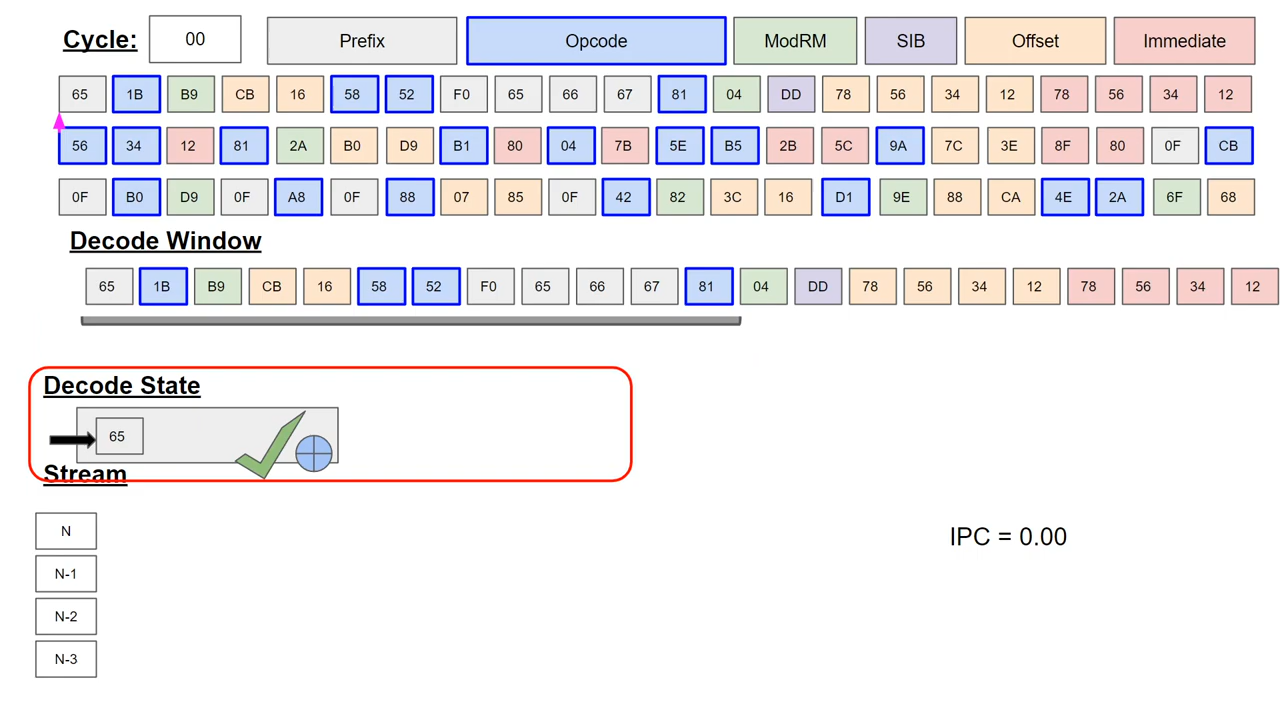 Cycle: 00 Prefix Opcode ModRM SIB Offset Immediate
65 1B B9 CB 16 58 52 F0 65 66 67 81 04 DD 78 56 34 12 78 56 34 12
56 34 12 81 2A B0 D9 B1 80 04 7B 5E B5 2B 5C 9A 7C 3E 8F 80 0F CB
0F B0 D9 0F A8 0F 88 07 85 0F 42 82 3C 16 D1 9E 88 CA 4E 2A 6F 68
Decode Window
65 1B B9 CB 16 58 52 F0 65 66 67 81 04 DD 78 56 34 12 78 56 34 12
Decode State
65
Stream
N
IPC = 0.00
N-1
N-2
N-3